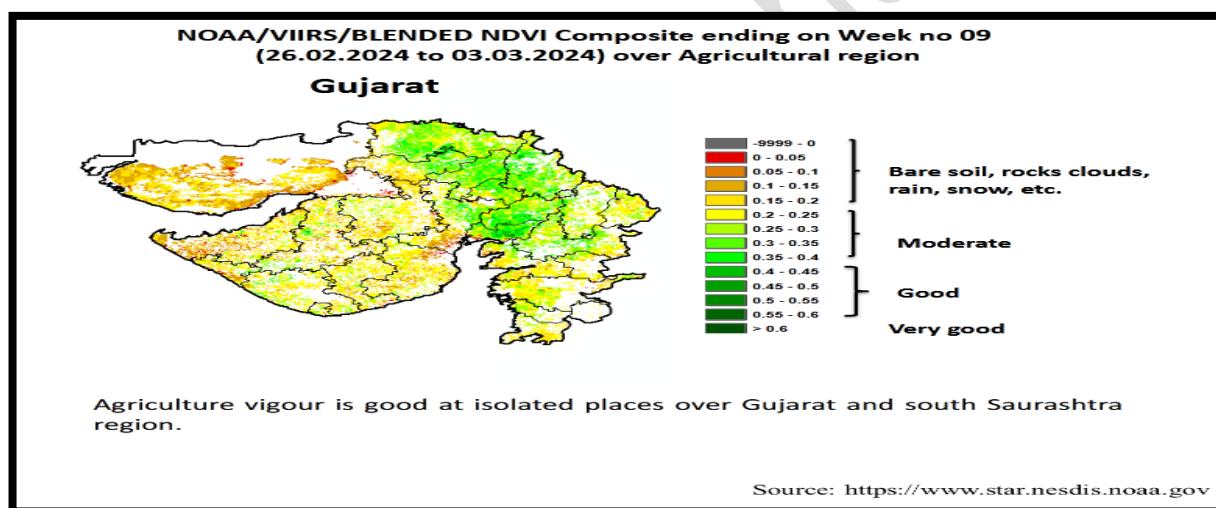 NOAA/VIIRS/BLENDED NDVI Composite ending on Week no 09
(26.02.2024 to 03.03.2024) over Agricultural region
Gujarat
-9999 - 0
0 - 0.05
0.05 - 0.1
0.1 - 0.15
0.15 - 0.2
0.2 - 0.25
0.25 - 0.3
0.3 - 0.35
0.35 - 0.4
0.4 - 0.45
0.45 - 0.5
0.5 - 0.55
0.55 - 0.6
> 0.6
Bare soil, rocks clouds,
rain, snow, etc.
Moderate
Good
Very good
Agriculture vigour is good at isolated places over Gujarat and south Saurashtra
region.
Source: https://www.star.nesdis.noaa.gov